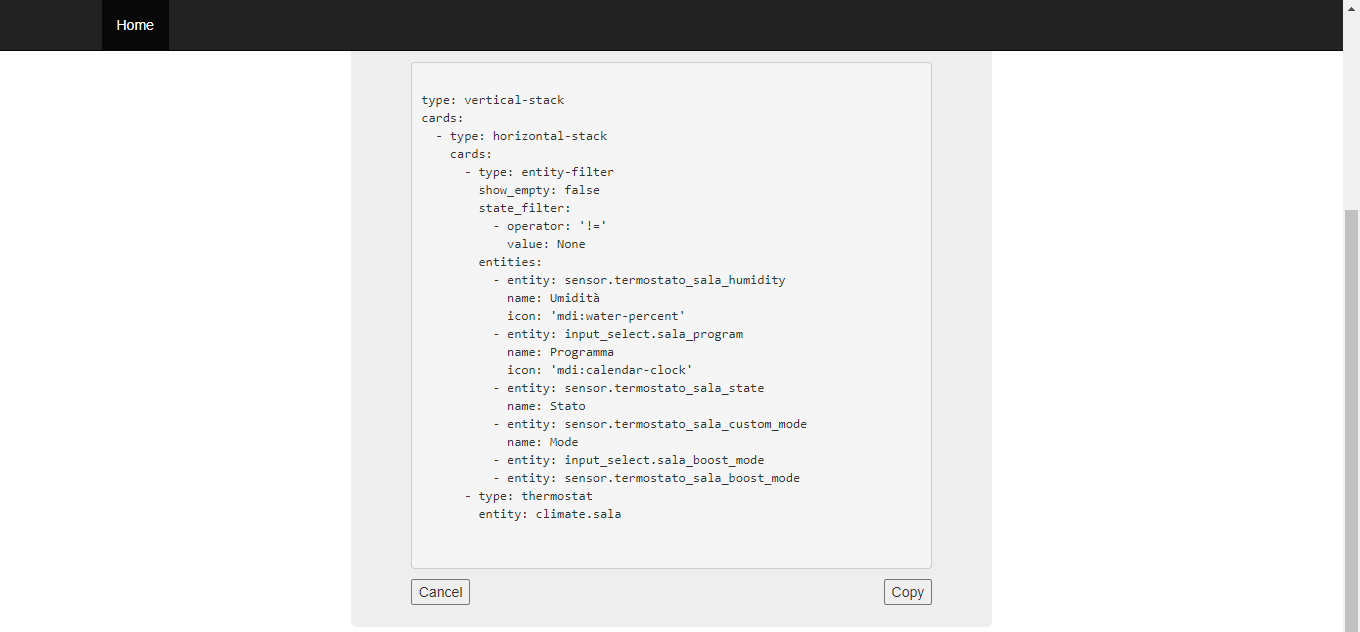 Home
type: vertical-stack
cards:
  - type: horizontal-stack
    cards:
      - type: entity-filter
        show_empty: false
        state_filter:
          - operator: '!='
            value: None
        entities:
          - entity: sensor.termostato_sala_humidity
            name: Umidità
            icon: 'mdi:water-percent'
          - entity: input_select.sala_program
            name: Programma
            icon: 'mdi:calendar-clock'
          - entity: sensor.termostato_sala_state
            name: Stato
          - entity: sensor.termostato_sala_custom_mode
            name: Mode
          - entity: input_select.sala_boost_mode
          - entity: sensor.termostato_sala_boost_mode
      - type: thermostat
        entity: climate.sala
Cancel Copy